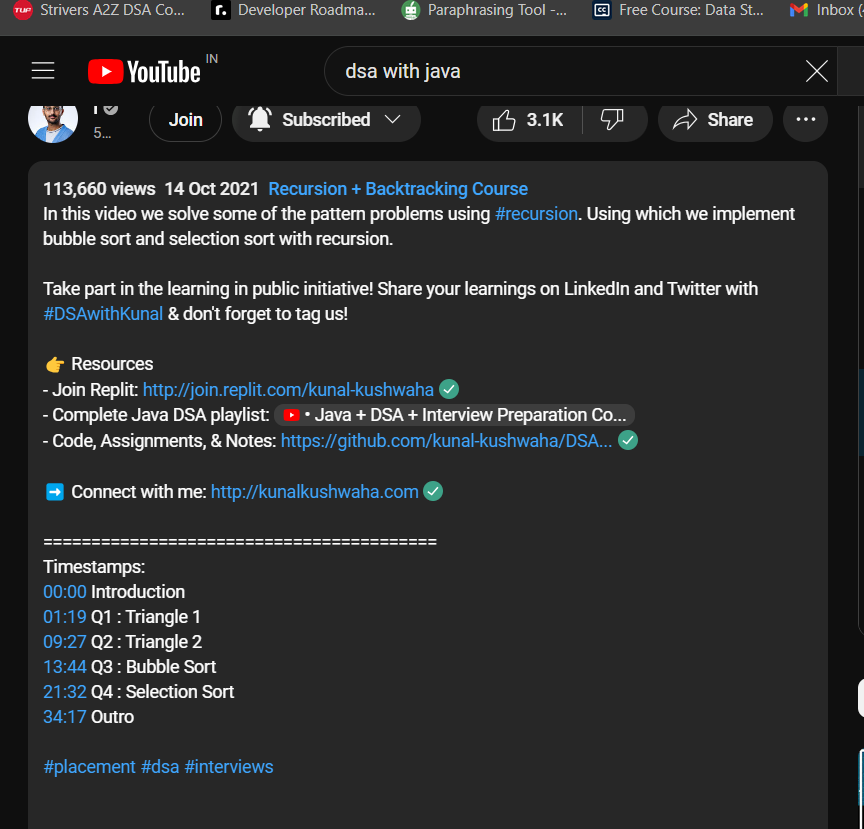 TUF Strivers A2Z DSA Co... r. Developer Roadma... Paraphrasing Tool -... CC Free Course: Data St... Inbox
YouTube IN dsa with java
5... Join Subscribed 3.1K Share ...
113,660 views 14 Oct 2021 Recursion + Backtracking Course
In this video we solve some of the pattern problems using #recursion. Using which we implement
bubble sort and selection sort with recursion.
Take part in the learning in public initiative! Share your learnings on LinkedIn and Twitter with
#DSAwithKunal & don't forget to tag us!
👉 Resources
- Join Replit: http://join.replit.com/kunal-kushwaha
- Complete Java DSA playlist: • Java + DSA + Interview Preparation Co...
- Code, Assignments, & Notes: https://github.com/kunal-kushwaha/DSA...
➡️ Connect with me: http://kunalkushwaha.com
=========================================
Timestamps:
00:00 Introduction
01:19 Q1 : Triangle 1
09:27 Q2 : Triangle 2
13:44 Q3 : Bubble Sort
21:32 Q4 : Selection Sort
34:17 Outro
#placement #dsa #interviews